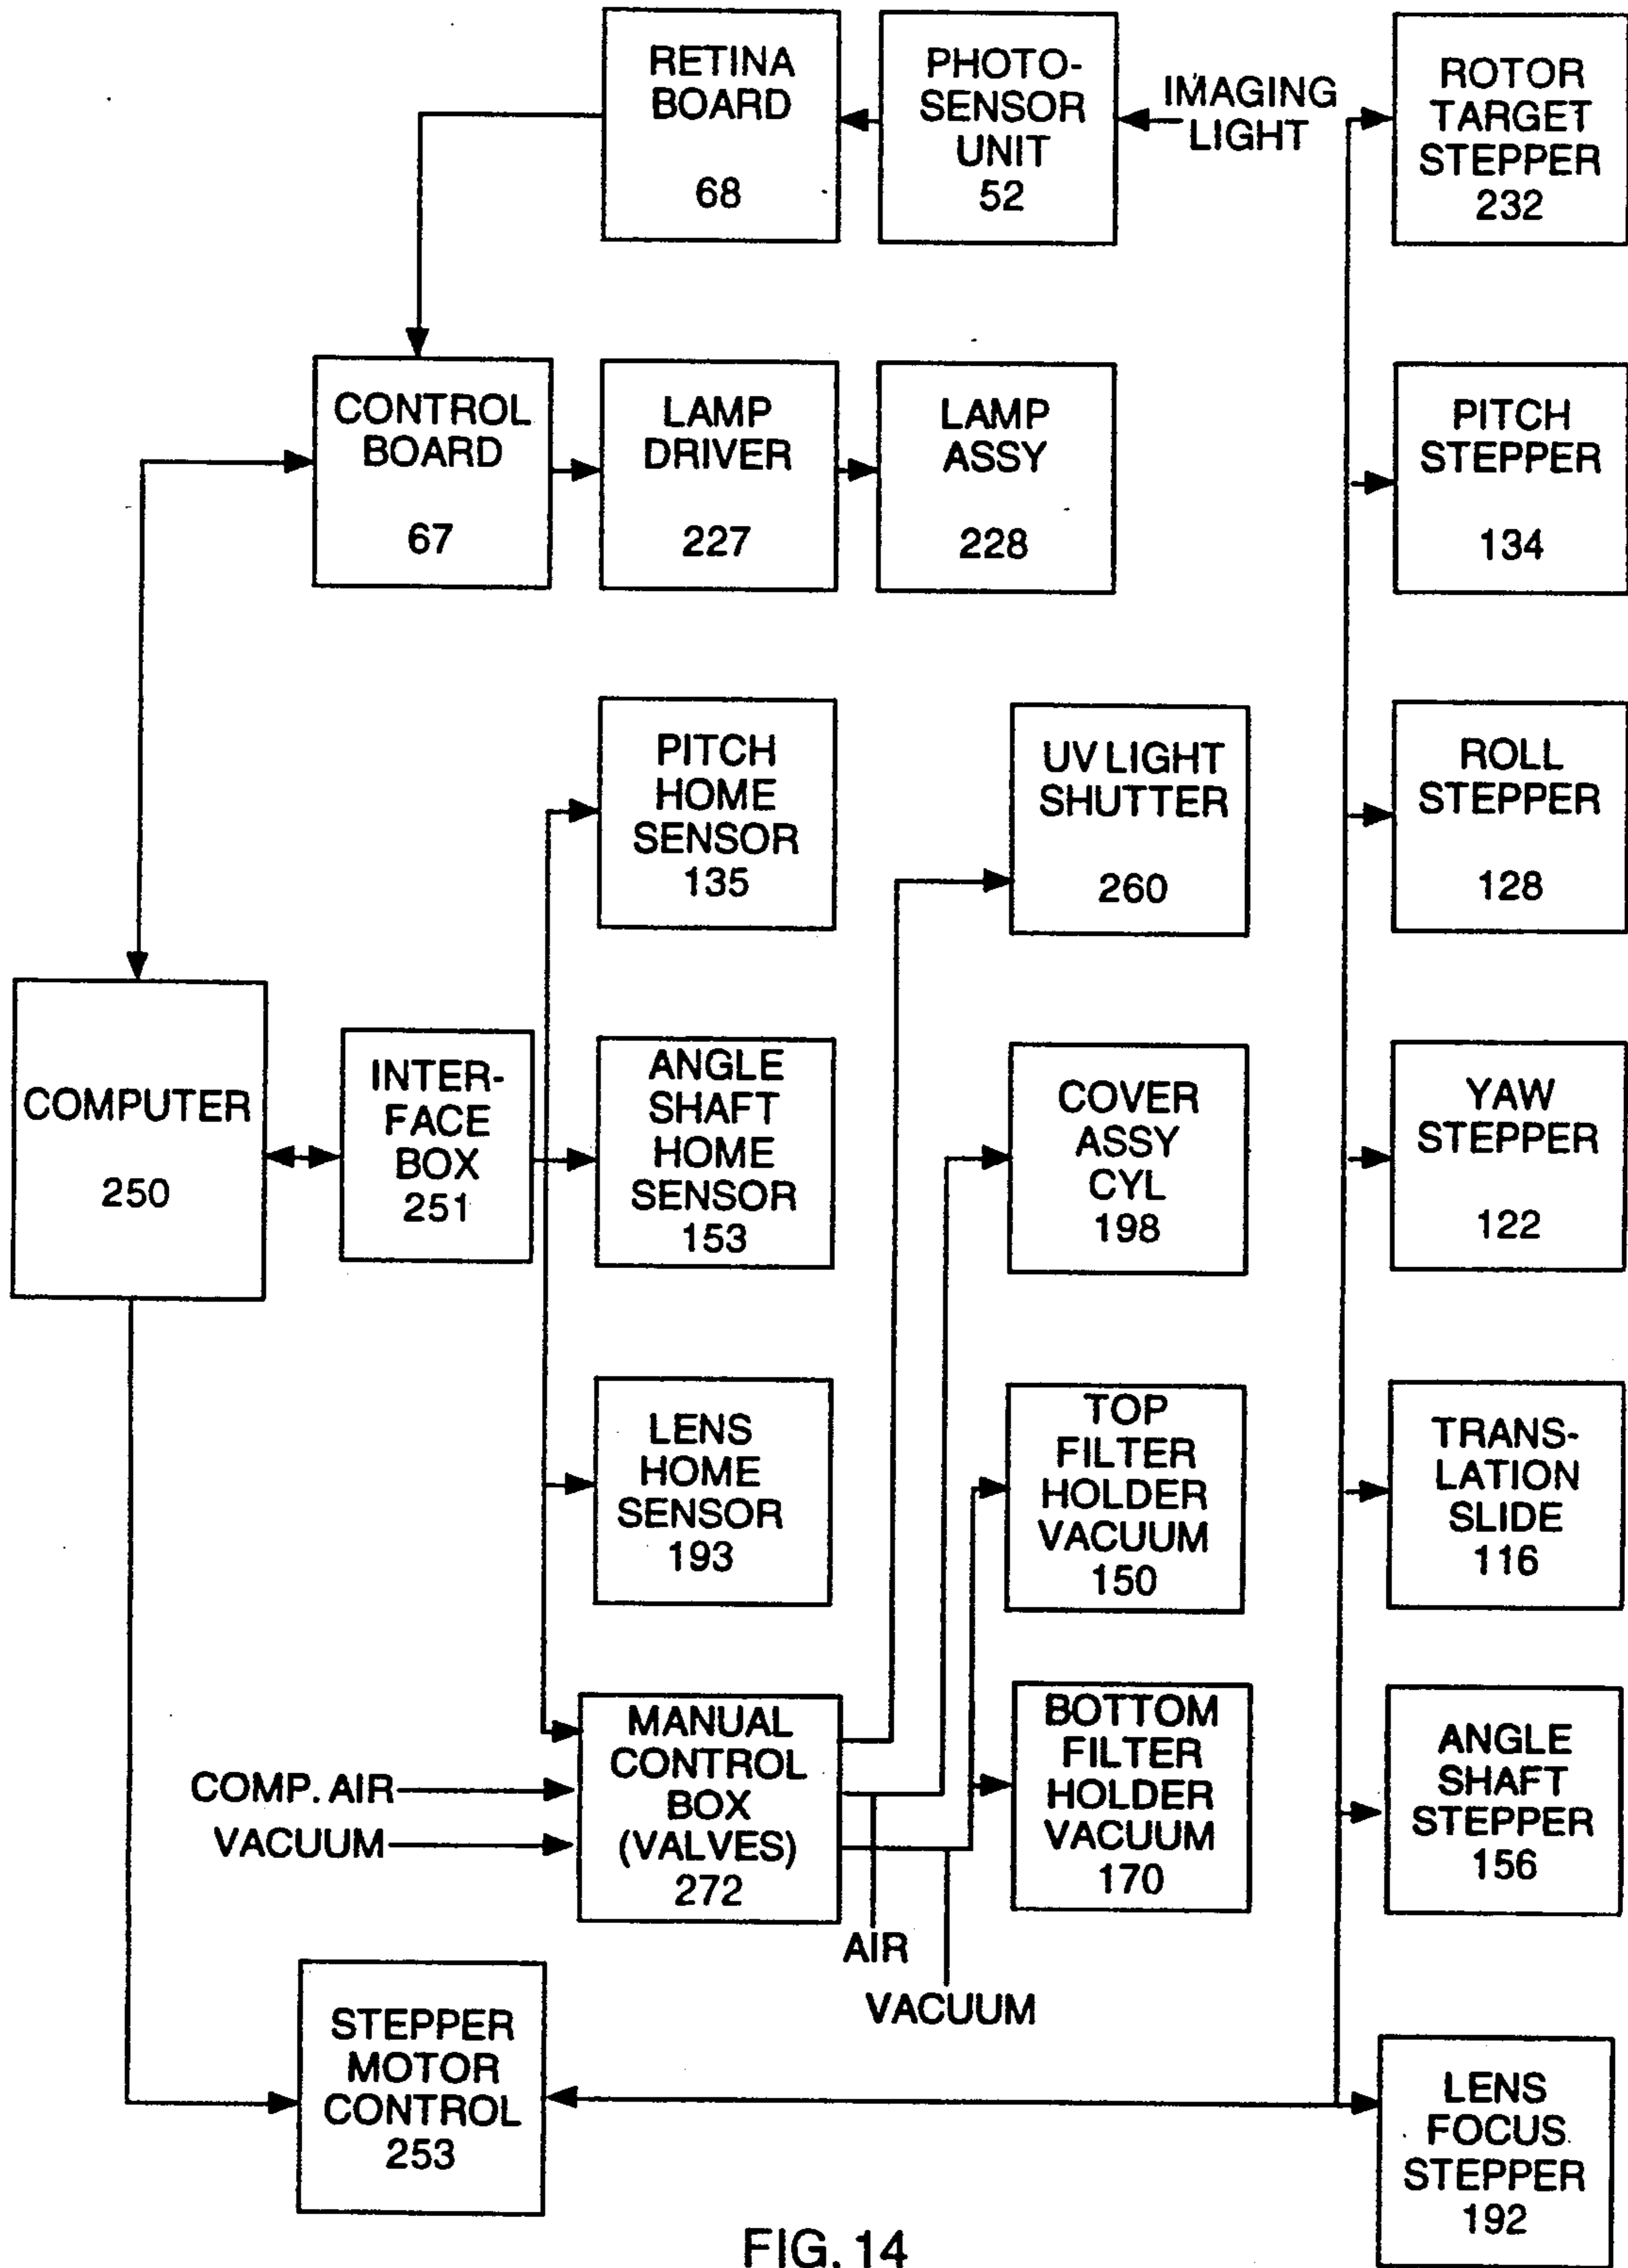 RETINA
BOARD
68
PHOTO-
SENSOR
UNIT
52
IMAGING
LIGHT
ROTOR
TARGET
STEPPER
232
CONTROL
BOARD
67
LAMP
DRIVER
227
LAMP
ASSY
228
PITCH
STEPPER
134
PITCH
HOME
SENSOR
135
UV LIGHT
SHUTTER
260
ROLL
STEPPER
128
COMPUTER
250
INTER-
FACE
BOX
251
ANGLE
SHAFT
HOME
SENSOR
153
COVER
ASSY
CYL
198
YAW
STEPPER
122
LENS
HOME
SENSOR
193
TOP
FILTER
HOLDER
VACUUM
150
TRANS-
LATION
SLIDE
116
COMP. AIR
VACUUM
MANUAL
CONTROL
BOX
(VALVES)
272
AIR
VACUUM
BOTTOM
FILTER
HOLDER
VACUUM
170
ANGLE
SHAFT
STEPPER
156
STEPPER
MOTOR
CONTROL
253
LENS
FOCUS
STEPPER
192
FIG. 14